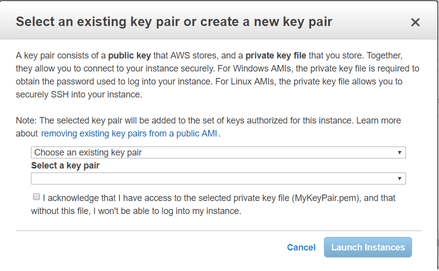 Select an existing key pair or create a new key pair
×
A key pair consists of a public key that AWS stores, and a private key file that you store. Together,
they allow you to connect to your instance securely. For Windows AMIs, the private key file is required to
obtain the password used to log into your instance. For Linux AMIs, the private key file allows you to
securely SSH into your instance.
Note: The selected key pair will be added to the set of keys authorized for this instance. Learn more
about removing existing key pairs from a public AMI.
Choose an existing key pair
Select a key pair
I acknowledge that I have access to the selected private key file (MyKeyPair.pem), and that
without this file, I won't be able to log into my instance.
Cancel Launch Instances